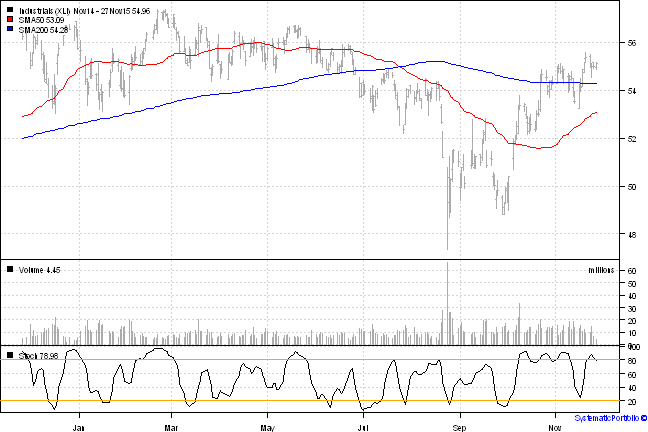 Industrials (XLI) Nov14 - 27Nov15 54.96
SMA50 53.09
SMA200 54.28
56
54
52
50
48
Volume 4.45
millions
60
50
40
30
20
10
0
Stoch 78.98
100
80
60
40
20
Jan Mar May Jul Sep Nov
SystematicPortfolio ©